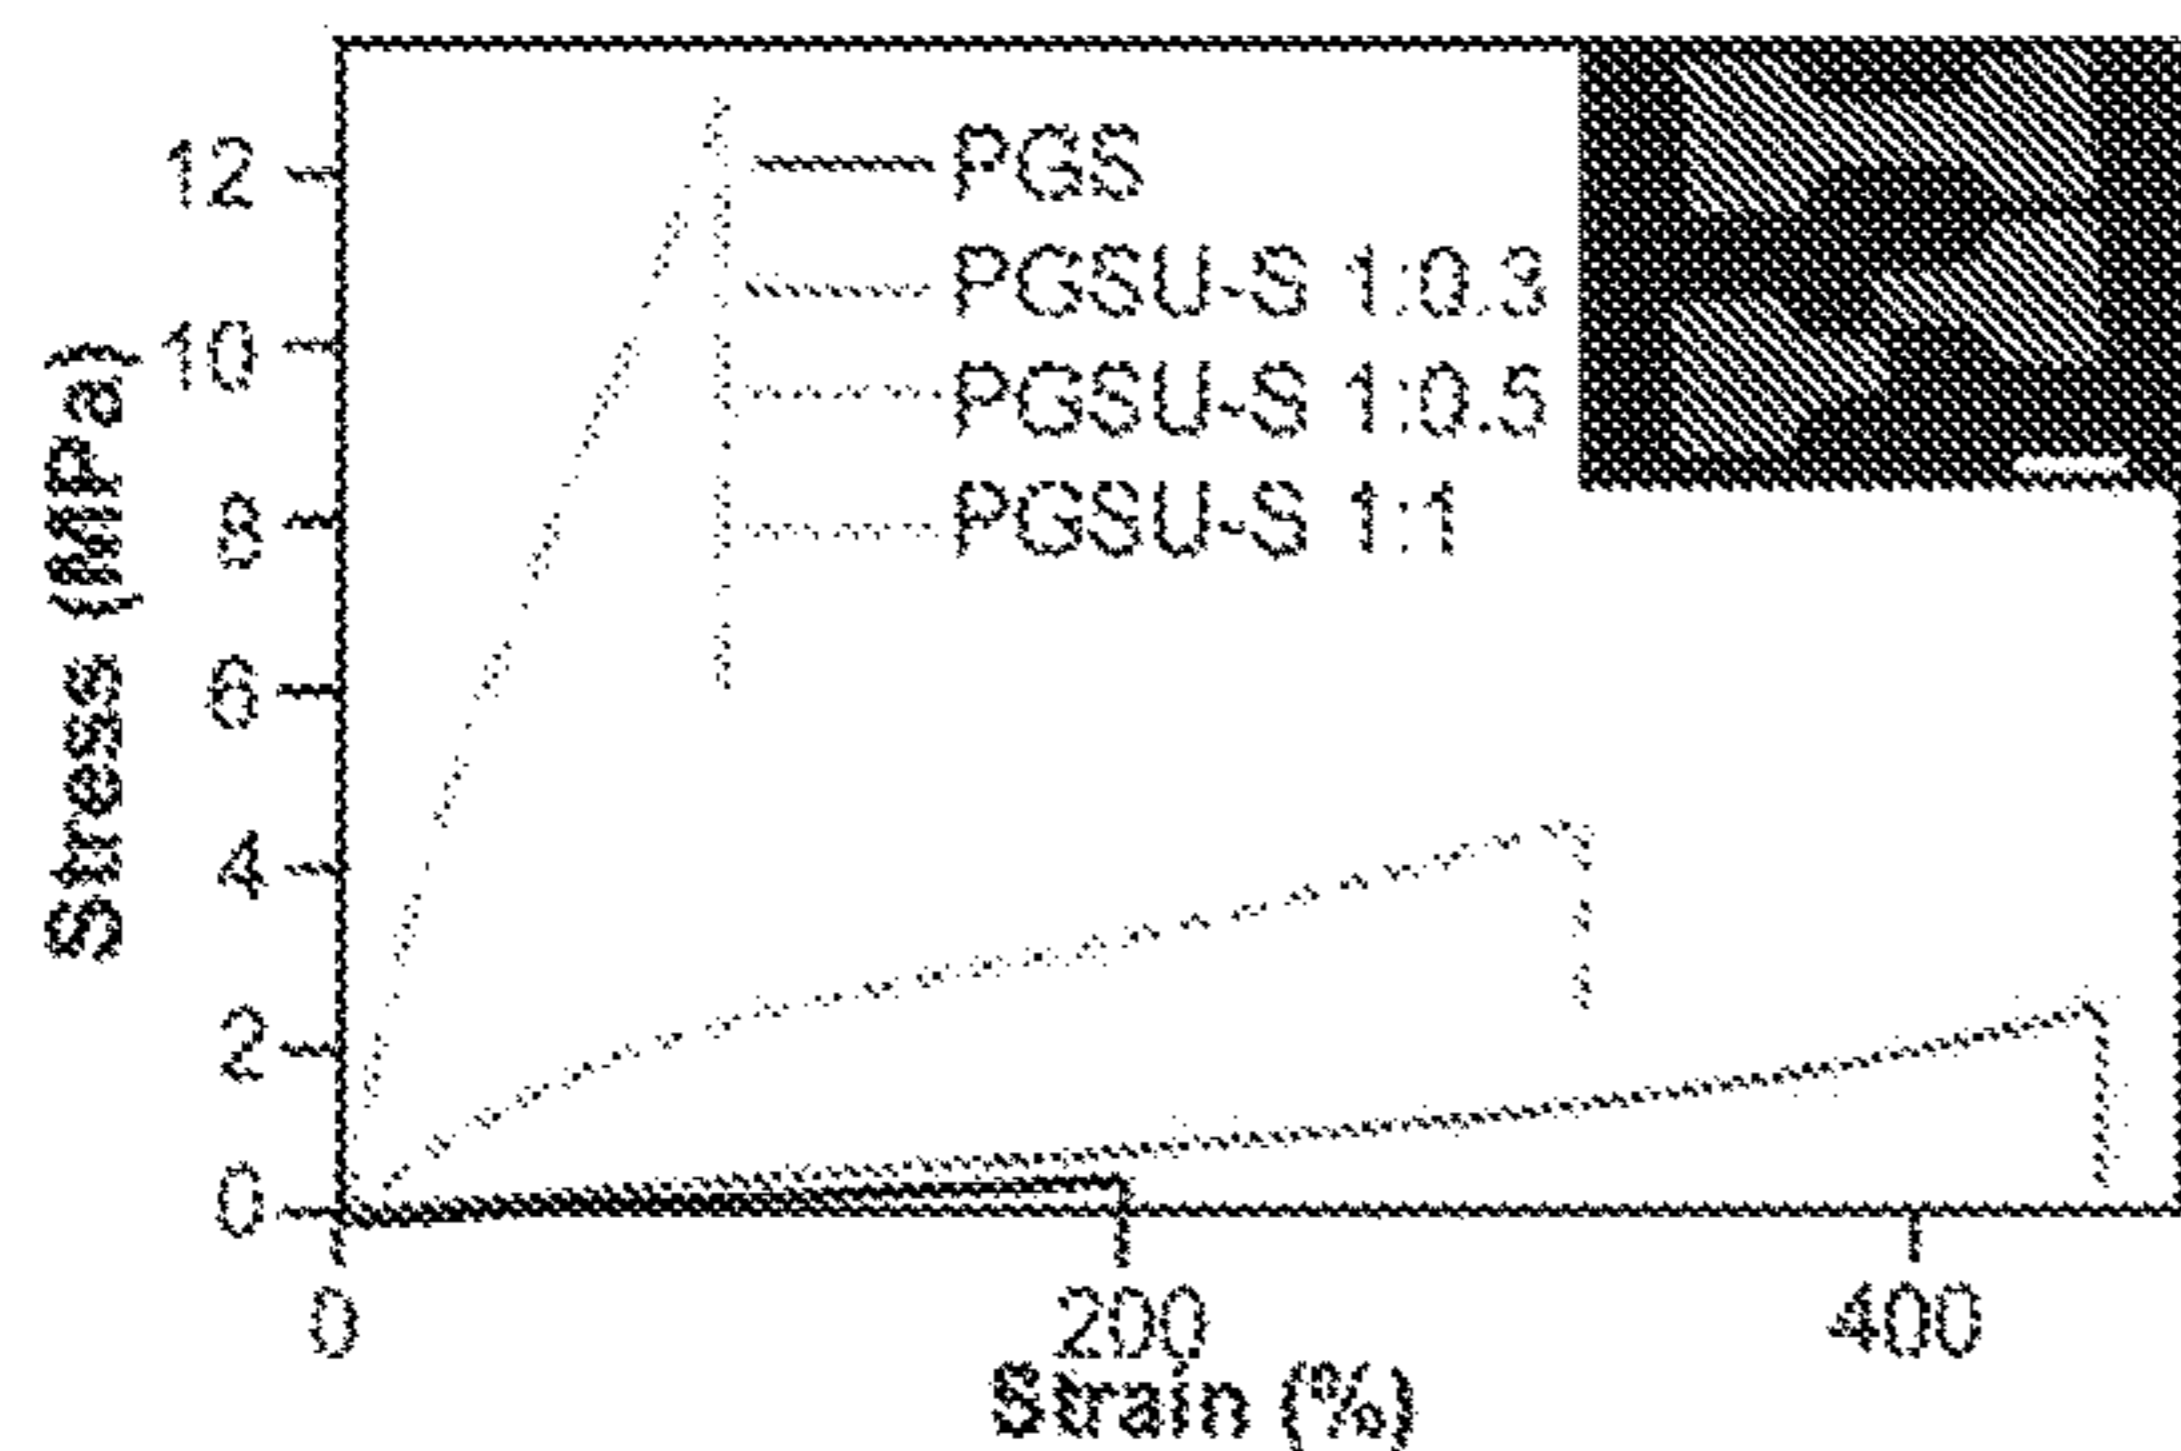 Stress (MPa)
12
10
8
6
4
2
0
PGS
PGSU-S 1:0.3
PGSU-S 1:0.5
PGSU-S 1:1
0 200 400
Strain (%)